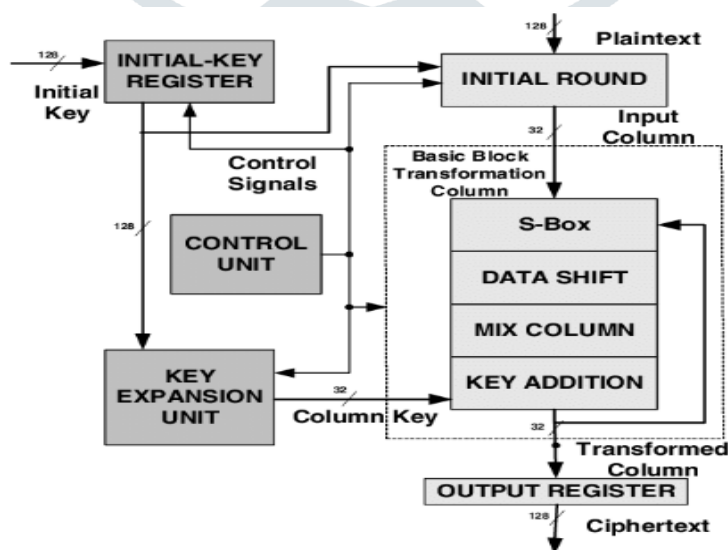 128
Plaintext
128
INITIAL-KEY
REGISTER
INITIAL ROUND
Initial
Key
Input
Column
32
Control
Signals
Basic Block
Transformation
Column
S-Box
128
CONTROL
UNIT
DATA SHIFT
MIX COLUMN
KEY
EXPANSION
UNIT
KEY ADDITION
32
Column Key
32
Transformed
Column
OUTPUT REGISTER
128
Ciphertext